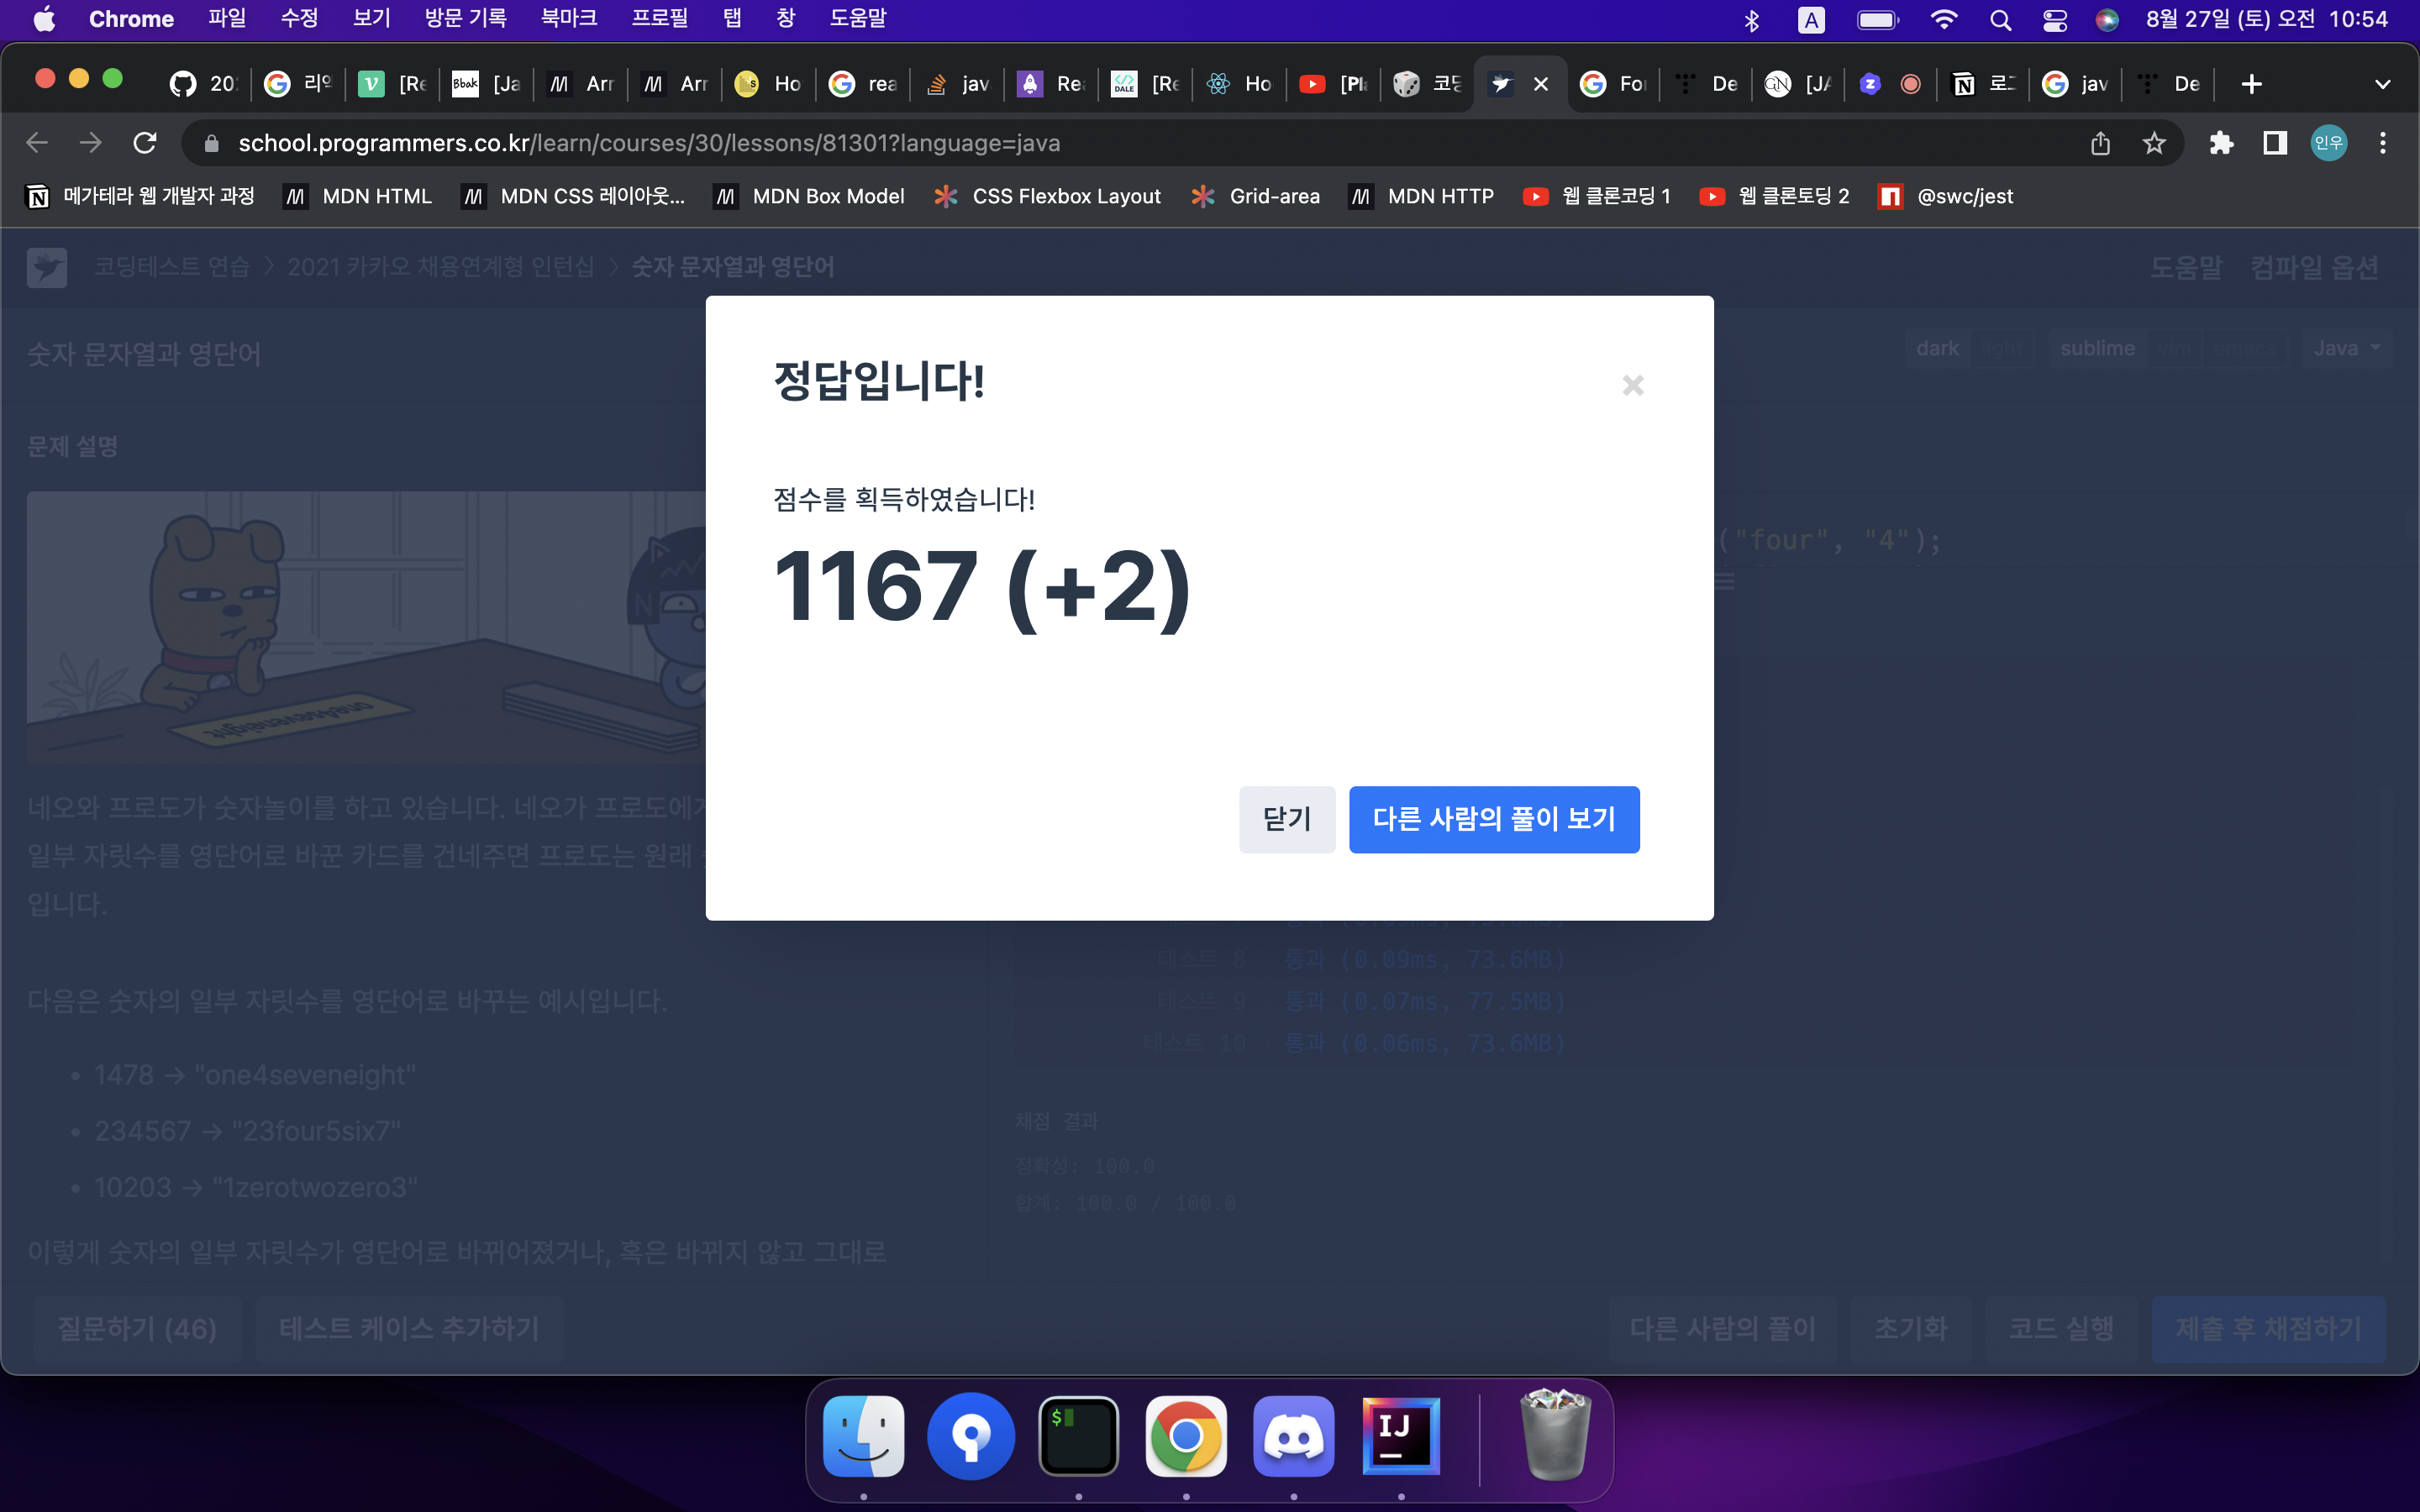 Chrome 파일 수정 보기 방문 기록 북마크 프로필 탭 창 도움말 A 8월 27일 (토) 오전 10:54
20 리액 [Re Bbok [Ja Arr Arr Ho rea jav Rea DALE [Re Ho [Pla 코딩 Fo De GN [JA 로그 jav De
school.programmers.co.kr/learn/courses/30/lessons/81301?language=java 인우
메가테라 웹 개발자 과정 MDN HTML MDN CSS 레이아웃... MDN Box Model CSS Flexbox Layout Grid-area MDN HTTP 웹 클론코딩 1 웹 클론토딩 2 @swc/jest
코딩테스트 연습 > 2021 카카오 채용연계형 인턴십 > 숫자 문자열과 영단어 도움말 컴파일 옵션
숫자 문자열과 영단어 dark light sublime vim emacs Java
문제 설명
정답입니다!
×
점수를 획득하였습니다!
1167 (+2)
닫기 다른 사람의 풀이 보기
("four", "4");
N
one4seveneight
네오와 프로도가 숫자놀이를 하고 있습니다. 네오가 프로도에게
일부 자릿수를 영단어로 바꾼 카드를 건네주면 프로도는 원래
입니다.
다음은 숫자의 일부 자릿수를 영단어로 바꾸는 예시입니다.
• 1478 → "one4seveneight"
• 234567 → "23four5six7"
• 10203 → "1zerotwozero3"
이렇게 숫자의 일부 자릿수가 영단어로 바뀌어졌거나, 혹은 바뀌지 않고 그대로
테스트 8 통과 (0.09ms, 73.6MB)
테스트 9 통과 (0.07ms, 77.5MB)
테스트 10 통과 (0.06ms, 73.6MB)
채점 결과
정확성: 100.0
합계: 100.0 / 100.0
질문하기 (46) 테스트 케이스 추가하기 다른 사람의 풀이 초기화 코드 실행 제출 후 채점하기
$ IJ